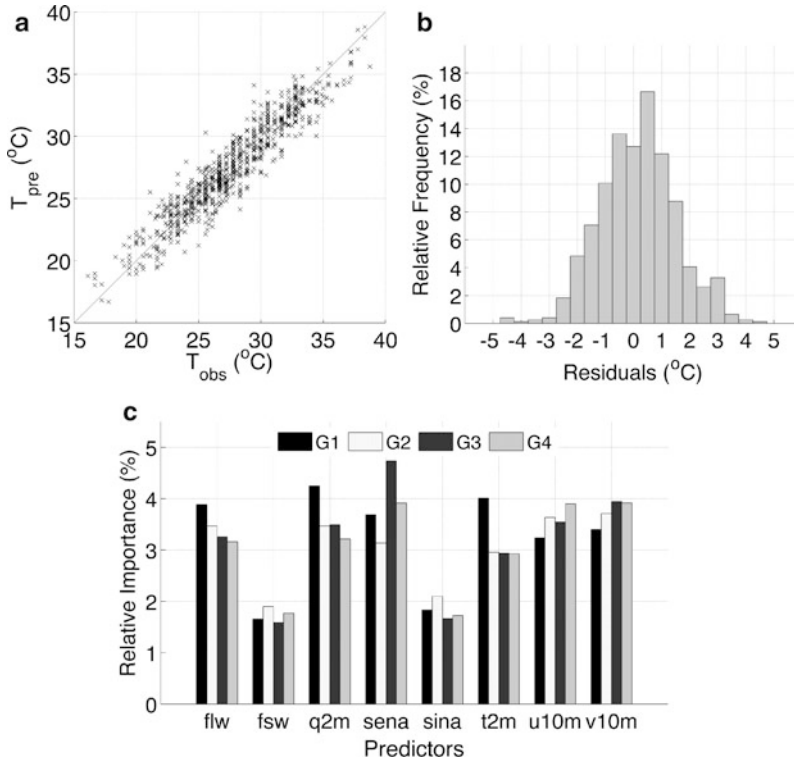 a
40
35
30
25
20
15
T_pre (°C)
15 20 25 30 35 40
T_obs (°C)
b
18
16
14
12
10
8
6
4
2
0
Relative Frequency (%)
-5 -4 -3 -2 -1 0 1 2 3 4 5
Residuals (°C)
c
G1 G2 G3 G4
5
4
3
2
1
0
Relative Importance (%)
flw fsw q2m sena sina t2m u10m v10m
Predictors